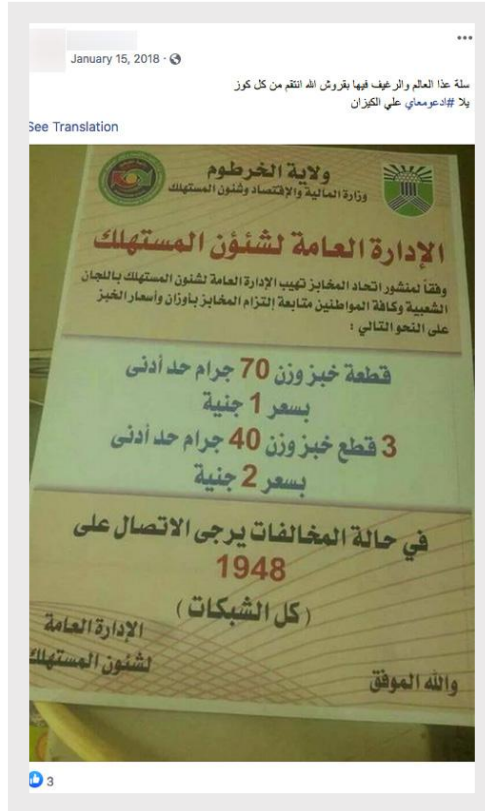 January 15, 2018 ·
سلة عذا العالم والرغيف فيها بقروش الله انتقم من كل كوز
يلا #ادعومعاي علي الكيزان
See Translation
ولاية الخرطوم
وزارة المالية والإقتصاد وشئون المستهلك
الإدارة العامة لشئؤن المستهلك
وفقاً لمنشور اتحاد المخابز تهيب الإدارة العامة لشئون المستهلك باللجان
الشعبية وكافة المواطنين متابعة إلتزام المخابز بأوزان وأسعار الخبز
على النحو التالي :
قطعة خبز وزن 70 جرام حد أدنى
بسعر 1 جنية
3 قطع خبز وزن 40 جرام حد أدنى
بسعر 2 جنية
في حالة المخالفات يرجى الاتصال على
1948
(كل الشبكات)
الإدارة العامة
لشئون المستهلك
والله الموفق
3